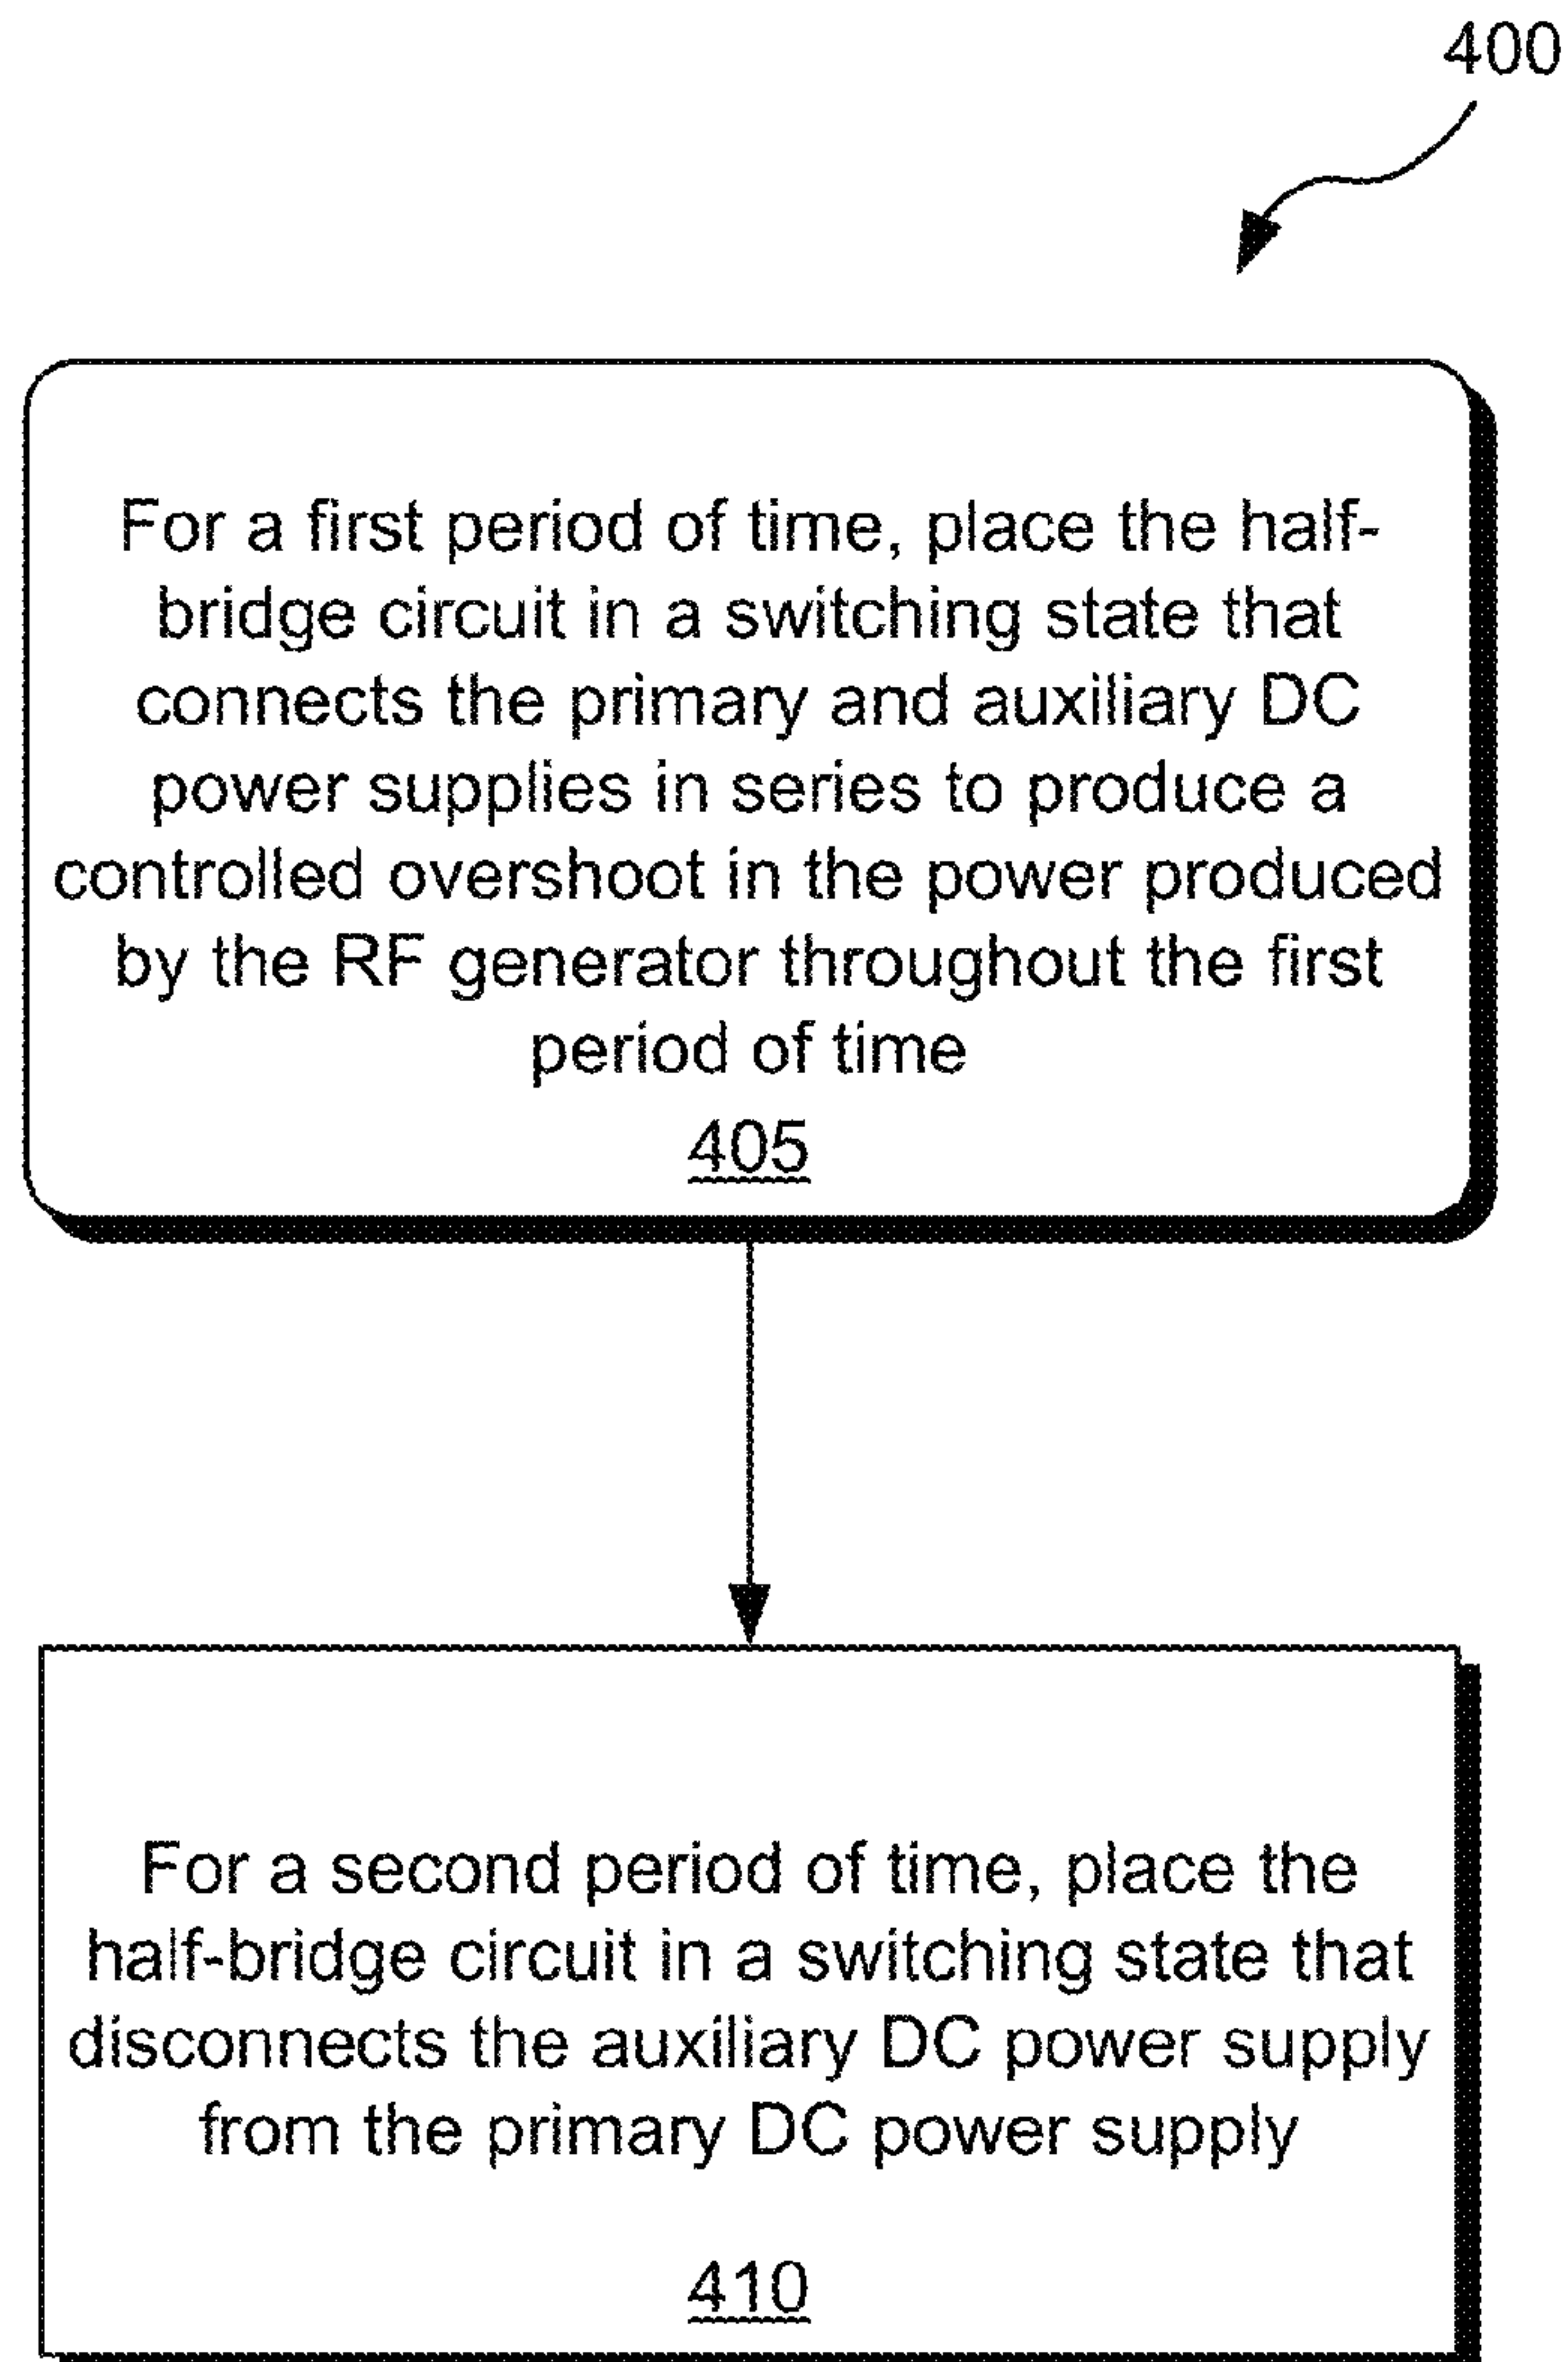 400
For a first period of time, place the half-
bridge circuit in a switching state that
connects the primary and auxiliary DC
power supplies in series to produce a
controlled overshoot in the power produced
by the RF generator throughout the first
period of time
405
For a second period of time, place the
half-bridge circuit in a switching state that
disconnects the auxiliary DC power supply
from the primary DC power supply
410